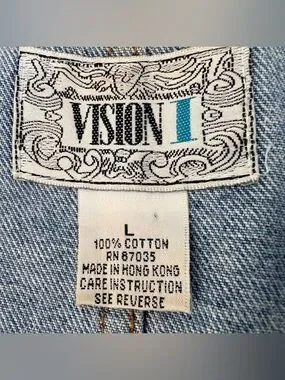 VISION I
L
100% COTTON
RN 67035
MADE IN HONG KONG
CARE INSTRUCTION
SEE REVERSE